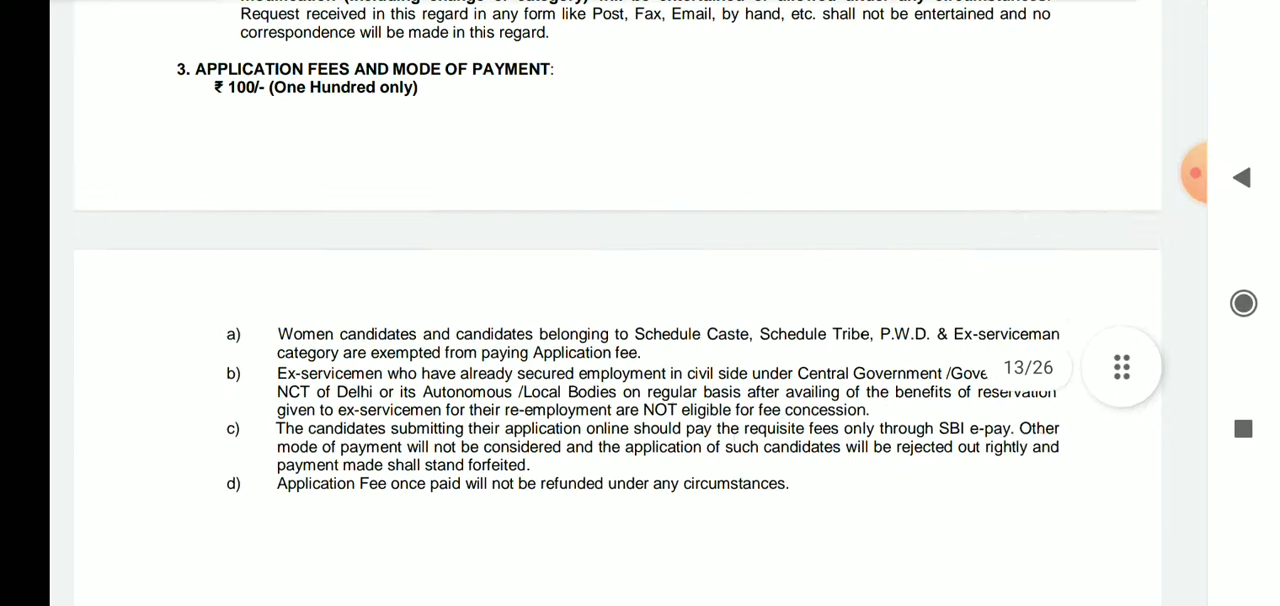 Request received in this regard in any form like Post, Fax, Email, by hand, etc. shall not be entertained and no
correspondence will be made in this regard.
3. APPLICATION FEES AND MODE OF PAYMENT:
₹ 100/- (One Hundred only)
a) Women candidates and candidates belonging to Schedule Caste, Schedule Tribe, P.W.D. & Ex-serviceman
category are exempted from paying Application fee.
b) Ex-servicemen who have already secured employment in civil side under Central Government /Gove
13/26
NCT of Delhi or its Autonomous /Local Bodies on regular basis after availing of the benefits of reservation
given to ex-servicemen for their re-employment are NOT eligible for fee concession.
c) The candidates submitting their application online should pay the requisite fees only through SBI e-pay. Other
mode of payment will not be considered and the application of such candidates will be rejected out rightly and
payment made shall stand forfeited.
d) Application Fee once paid will not be refunded under any circumstances.